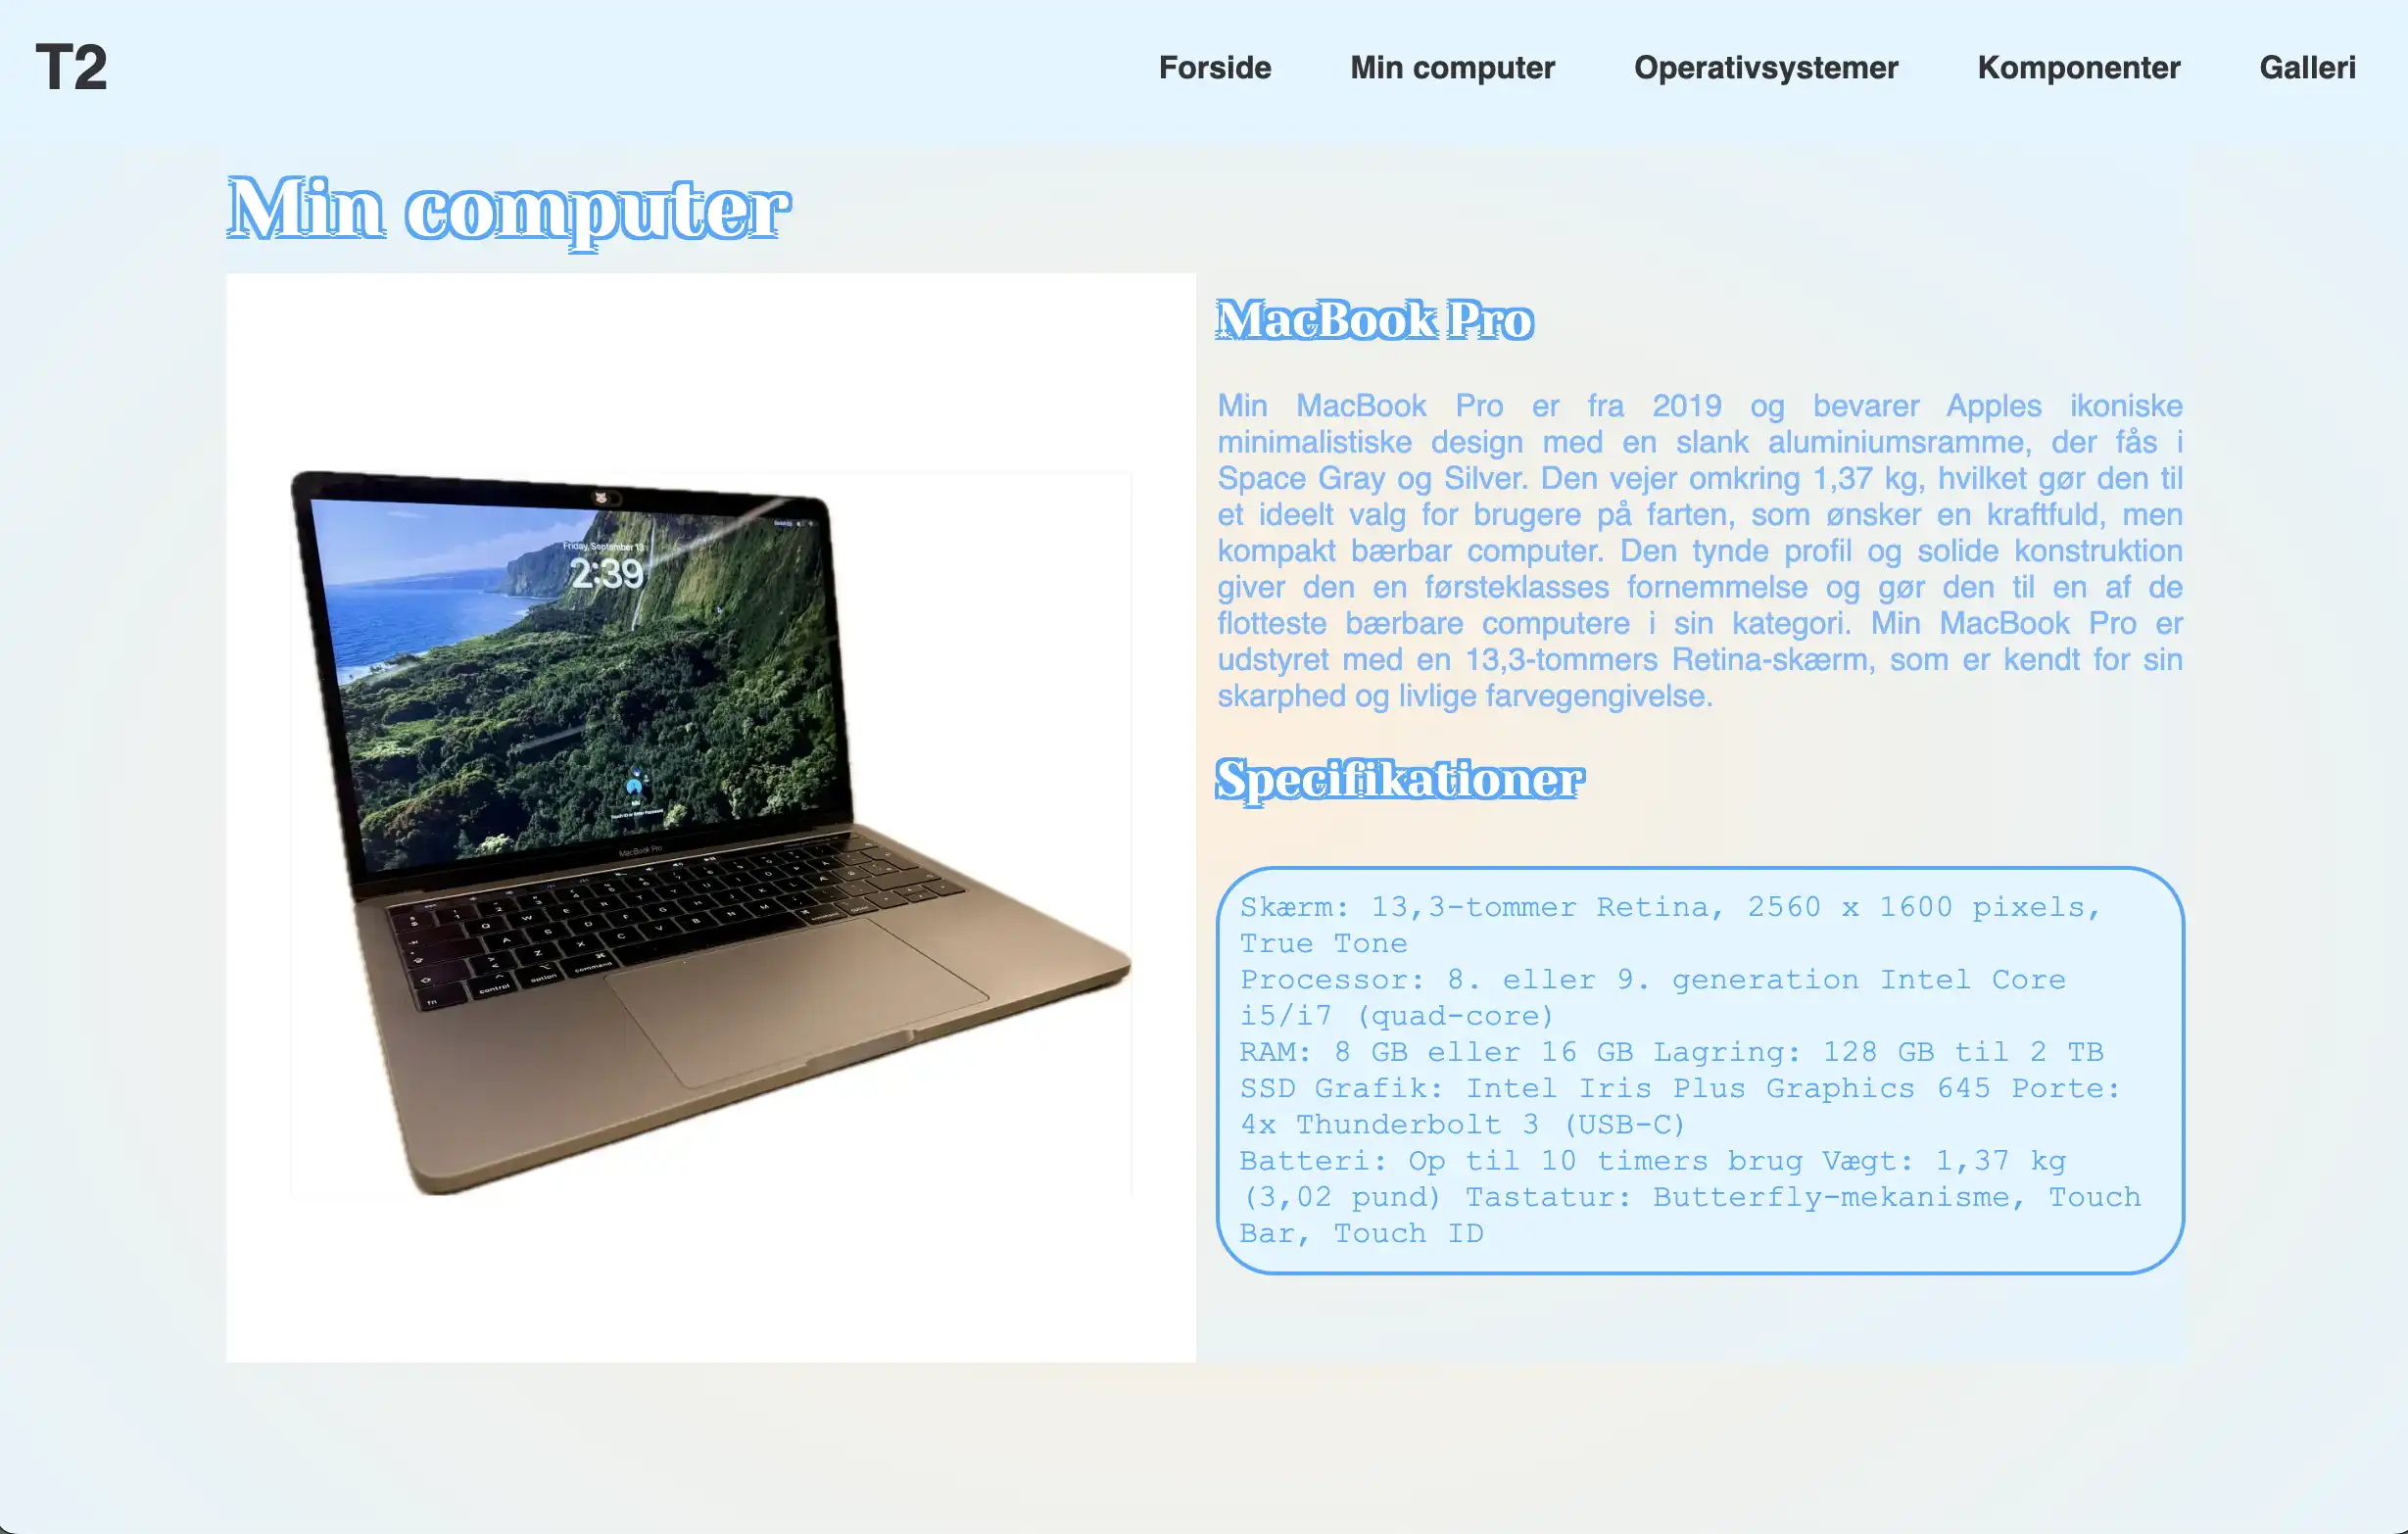 T2
Forside
Min computer
Operativsystemer
Komponenter
Galleri
Min computer
Friday, September 13
2:39
MacBook Pro
fn
control
option
command
MacBook Pro
Min MacBook Pro er fra 2019 og bevarer Apples ikoniske
minimalistiske design med en slank aluminiumsramme, der fås i
Space Gray og Silver. Den vejer omkring 1,37 kg, hvilket gør den til
et ideelt valg for brugere på farten, som ønsker en kraftfuld, men
kompakt bærbar computer. Den tynde profil og solide konstruktion
giver den en førsteklasses fornemmelse og gør den til en af de
flotteste bærbare computere i sin kategori. Min MacBook Pro er
udstyret med en 13,3-tommers Retina-skærm, som er kendt for sin
skarphed og livlige farvegengivelse.
Specifikationer
Skærm: 13,3-tommer Retina, 2560 x 1600 pixels,
True Tone
Processor: 8. eller 9. generation Intel Core
i5/i7 (quad-core)
RAM: 8 GB eller 16 GB Lagring: 128 GB til 2 TB
SSD Grafik: Intel Iris Plus Graphics 645 Porte:
4x Thunderbolt 3 (USB-C)
Batteri: Op til 10 timers brug Vægt: 1,37 kg
(3,02 pund) Tastatur: Butterfly-mekanisme, Touch
Bar, Touch ID